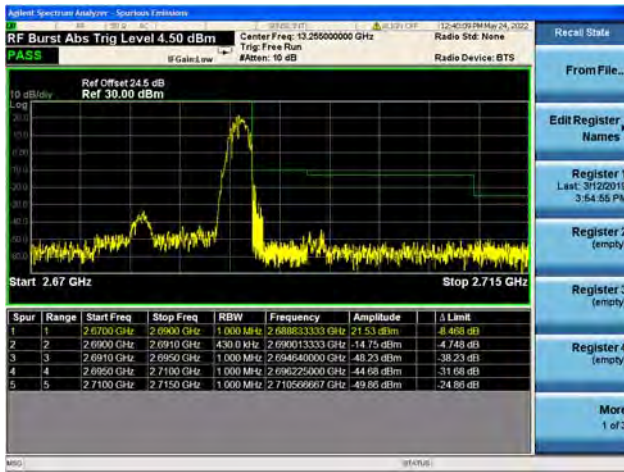 Agilent Spectrum Analyzer - Spurious Emissions
12:40:09 PM May 24, 2022
RF Burst Abs Trig Level 4.50 dBm
Center Freq: 13.255000000 GHz
Radio Std: None
Trig: Free Run
PASS
IFGain:Low
#Atten: 10 dB
Radio Device: BTS
Ref Offset 24.5 dB
10 dB/div
Ref 30.00 dBm
Log
Start 2.67 GHz
Stop 2.715 GHz
Spur Range Start Freq Stop Freq RBW Frequency Amplitude Δ Limit
1 1 2.6700 GHz 2.6900 GHz 1.000 MHz 2.688833333 GHz 21.53 dBm -8.468 dB
2 2 2.6900 GHz 2.6910 GHz 430.0 kHz 2.690013333 GHz -14.75 dBm -4.748 dB
3 3 2.6910 GHz 2.6950 GHz 1.000 MHz 2.694640000 GHz -48.23 dBm -38.23 dB
4 4 2.6950 GHz 2.7100 GHz 1.000 MHz 2.696225000 GHz -44.68 dBm -31.68 dB
5 5 2.7100 GHz 2.7150 GHz 1.000 MHz 2.710566667 GHz -49.86 dBm -24.86 dB
MSG
STATUS
Recall State
From File...
Edit Register
Names
Register 1
Last: 3/12/2019
3:54:55 PM
Register 2
(empty)
Register 3
(empty)
Register 4
(empty)
More
1 of 3